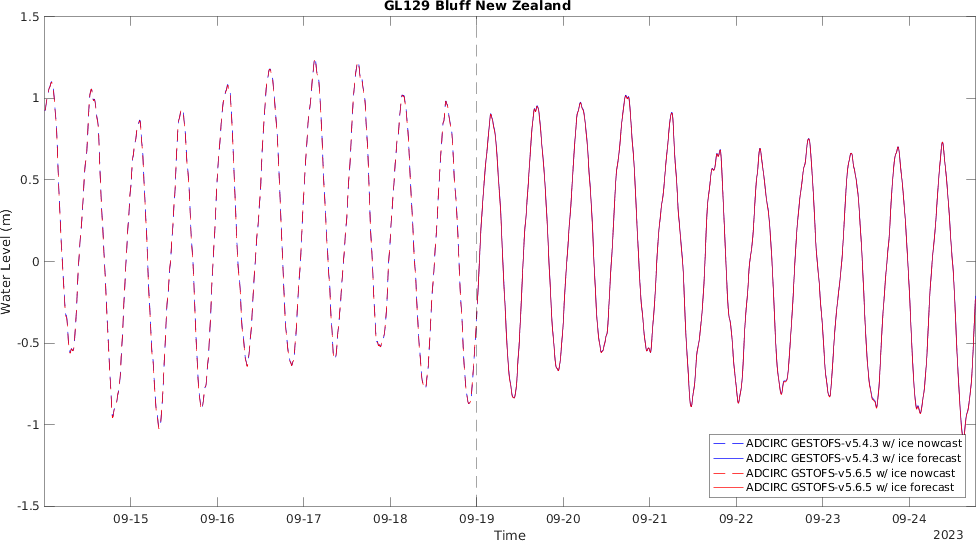 GL129 Bluff New Zealand
1.5
1
0.5
0
-0.5
-1
-1.5
Water Level (m)
ADCIRC GESTOFS-v5.4.3 w/ ice nowcast
ADCIRC GESTOFS-v5.4.3 w/ ice forecast
ADCIRC GSTOFS-v5.6.5 w/ ice nowcast
ADCIRC GSTOFS-v5.6.5 w/ ice forecast
09-15 09-16 09-17 09-18 09-19 09-20 09-21 09-22 09-23 09-24
Time
2023